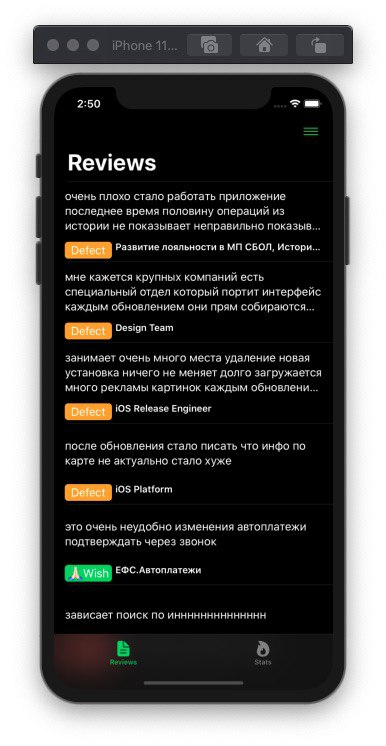 iPhone 11...
2:50
Reviews
очень плохо стало работать приложение
последнее время половину операций из
истории не показывает неправильно показыв...
Defect Развитие лояльности в МП СБОЛ, Истори...
мне кажется крупных компаний есть
специальный отдел который портит интерфейс
каждым обновлением они прям собираются...
Defect Design Team
занимает очень много места удаление новая
установка ничего не меняет долго загружается
много рекламы картинок каждым обновлени...
Defect iOS Release Engineer
после обновления стало писать что инфо по
карте не актуально стало хуже
Defect iOS Platform
это очень неудобно изменения автоплатежи
подтверждать через звонок
🙏🏻Wish ЕФС.Автоплатежи
зависает поиск по иннннннннннннн
Reviews Stats